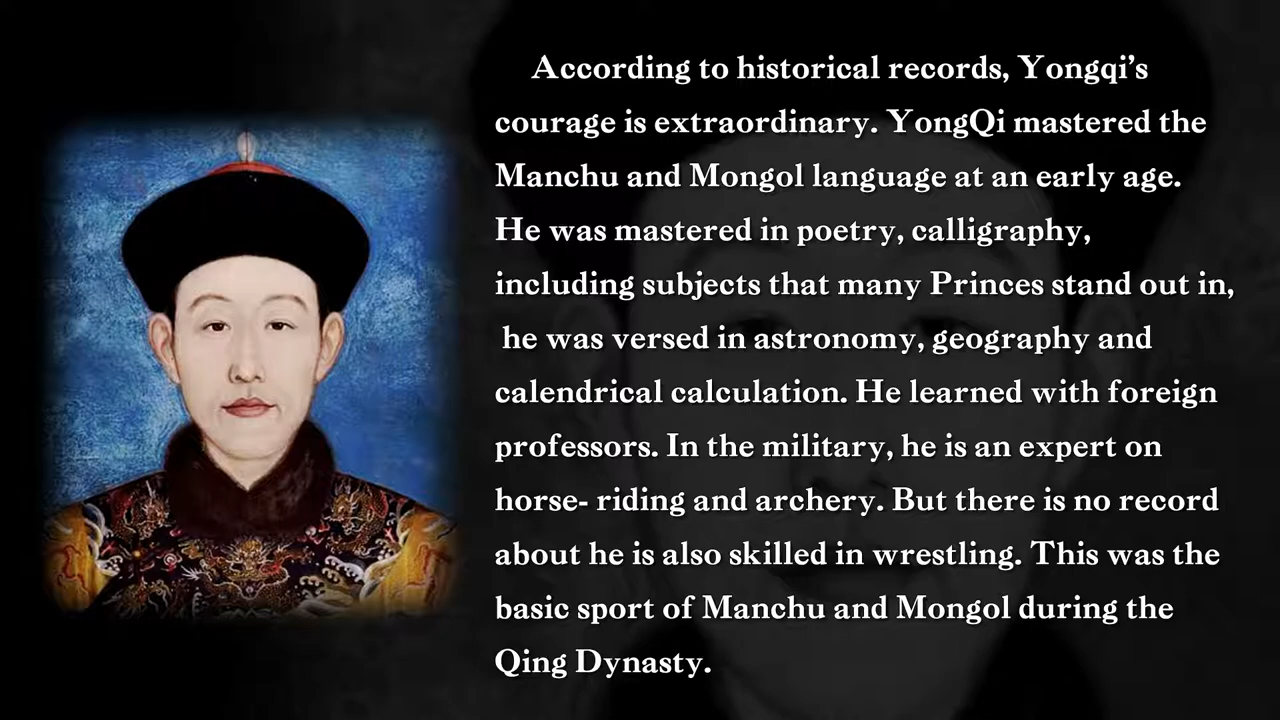 According to historical records, Yongqi's
courage is extraordinary. YongQi mastered the
Manchu and Mongol language at an early age.
He was mastered in poetry, calligraphy,
including subjects that many Princes stand out in,
he was versed in astronomy, geography and
calendrical calculation. He learned with foreign
professors. In the military, he is an expert on
horse- riding and archery. But there is no record
about he is also skilled in wrestling. This was the
basic sport of Manchu and Mongol during the
Qing Dynasty.